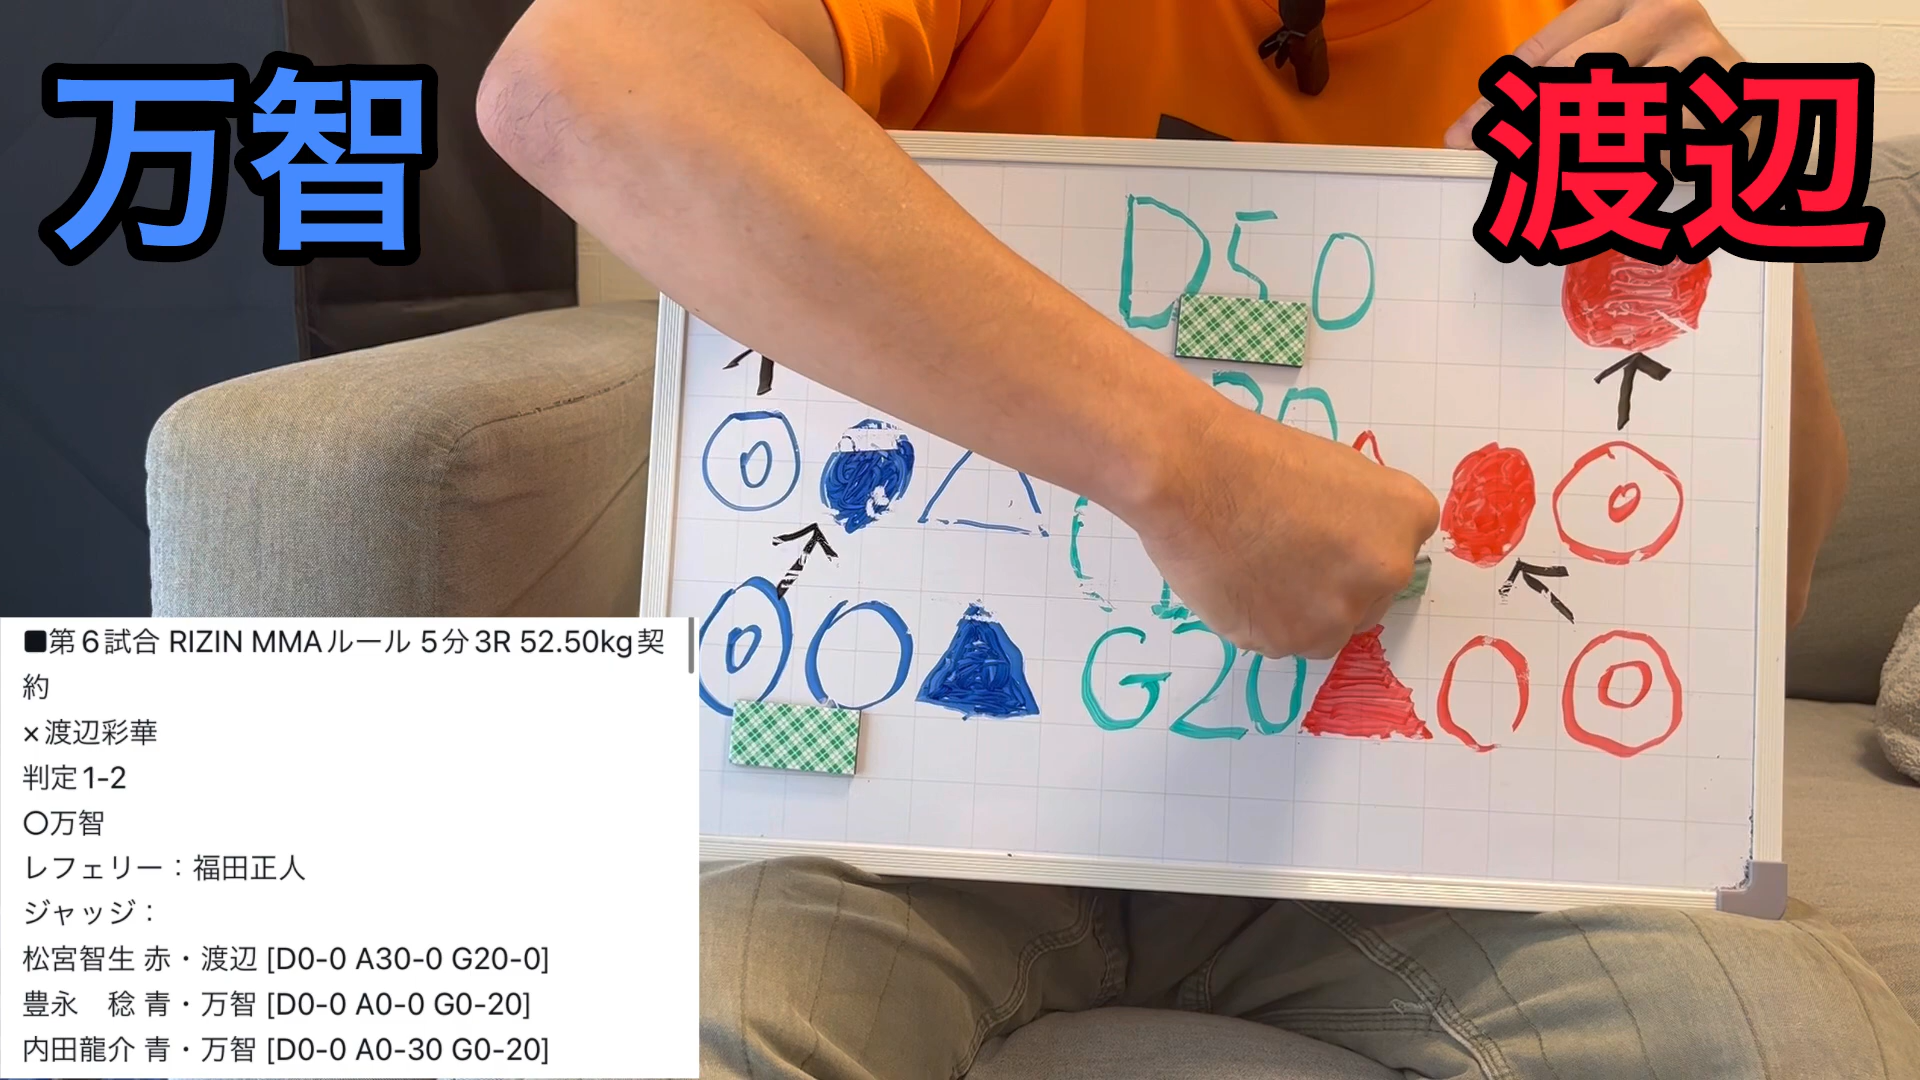 万智
渡辺
D50
G20
■第6試合 RIZIN MMAルール 5分3R 52.50kg契
約
×渡辺彩華
判定1-2
〇万智
レフェリー：福田正人
ジャッジ：
松宮智生 赤・渡辺 [D0-0 A30-0 G20-0]
豊永　稔 青・万智 [D0-0 A0-0 G0-20]
内田龍介 青・万智 [D0-0 A0-30 G0-20]